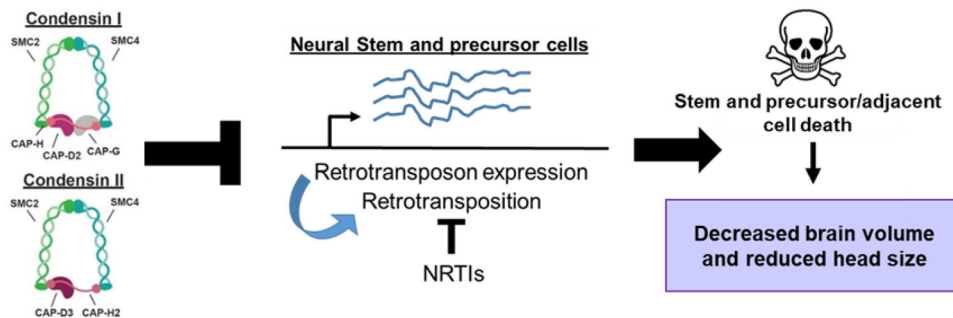 Condensin I
SMC2
SMC4
CAP-H
CAP-D2
CAP-G
Condensin II
SMC2
SMC4
CAP-D3
CAP-H2
Neural Stem and precursor cells
Retrotransposon expression
Retrotransposition
NRTIs
Stem and precursor/adjacent
cell death
Decreased brain volume
and reduced head size